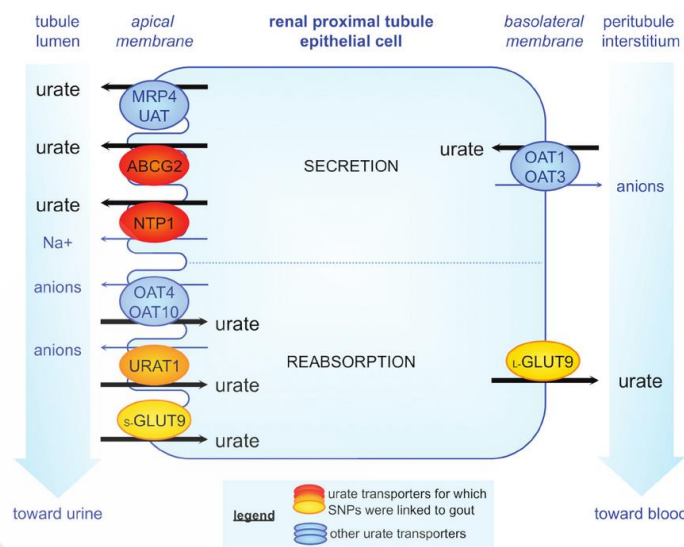 tubule
lumen
apical
membrane
renal proximal tubule
epithelial cell
basolateral
membrane
peritubule
interstitium
urate
MRP4
UAT
urate
ABCG2
SECRETION
urate
OAT1
OAT3
anions
urate
NTP1
Na+
anions
OAT4
OAT10
urate
anions
URAT1
REABSORPTION
urate
L-GLUT9
urate
S-GLUT9
urate
toward urine
toward blood
legend
urate transporters for which
SNPs were linked to gout
other urate transporters